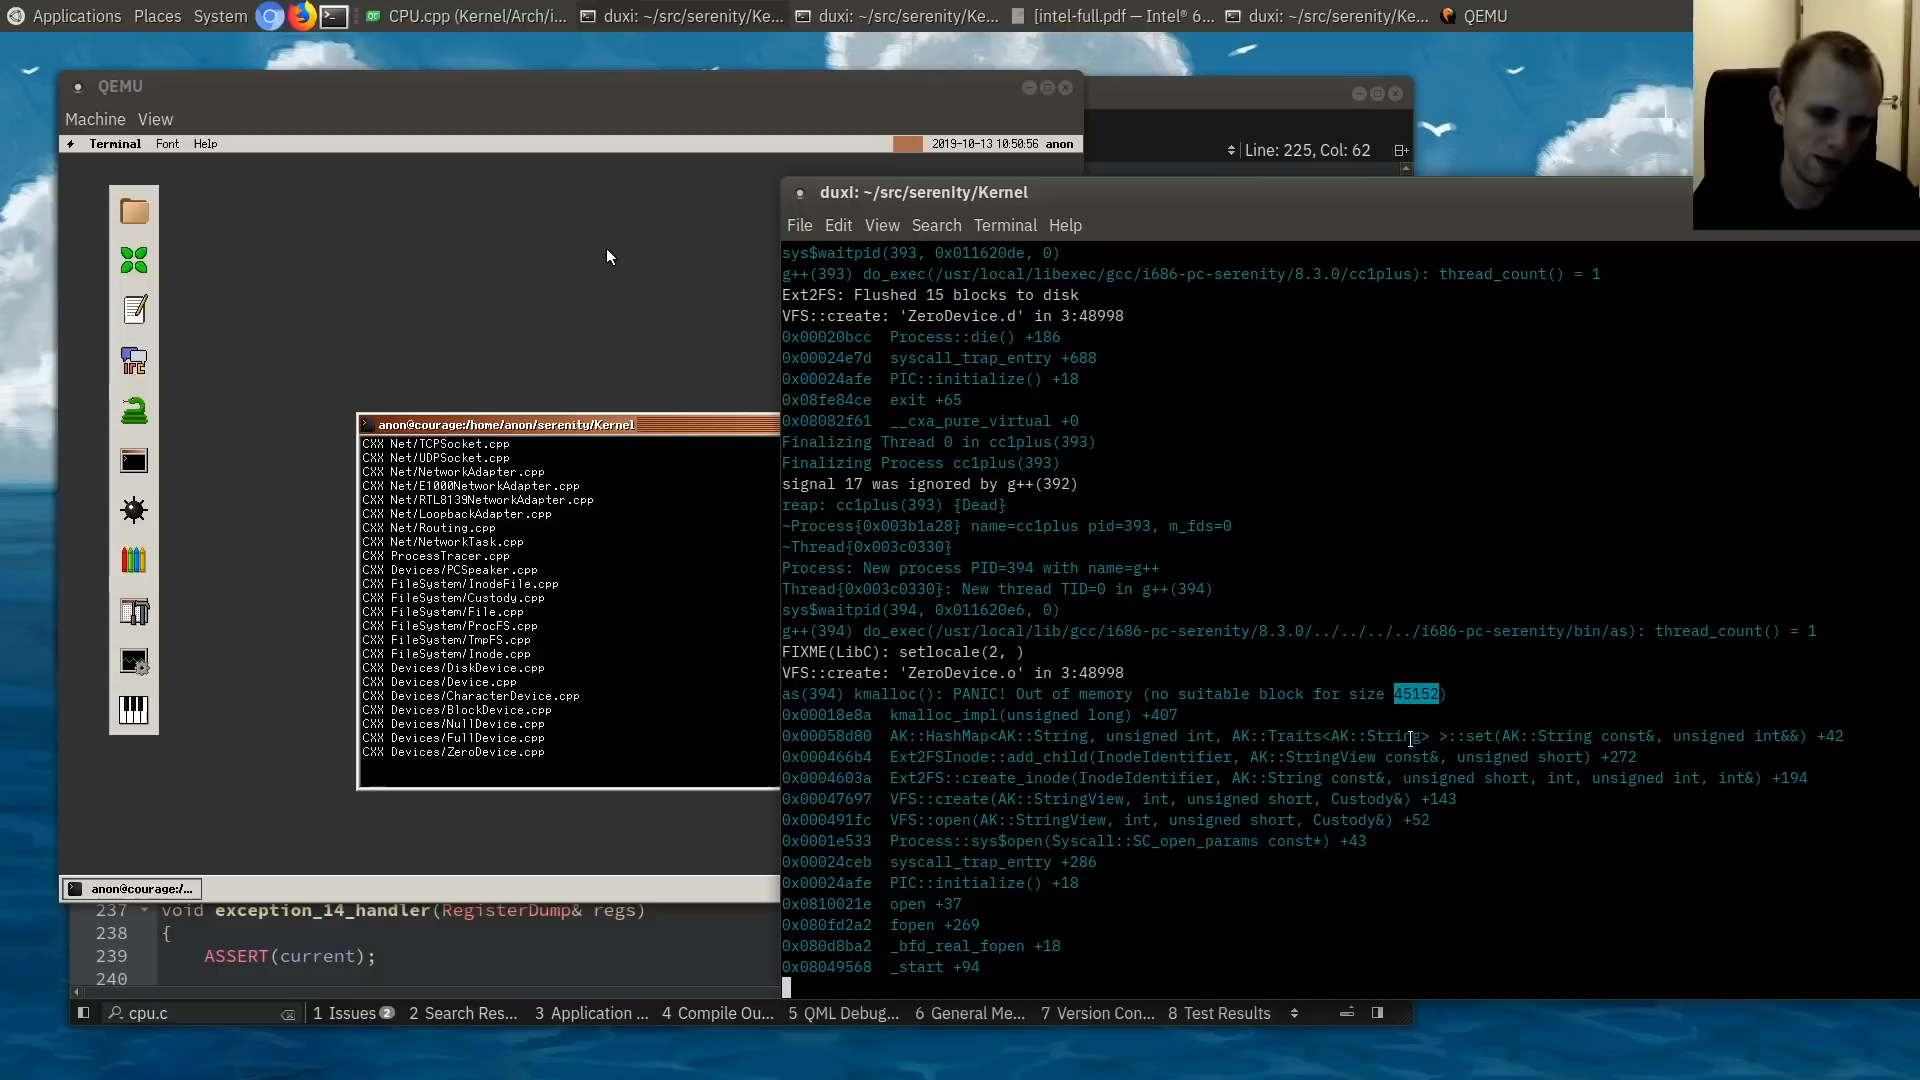 Applications Places System CPU.cpp (Kernel/Arch/i... duxi: ~/src/serenity/Ke... duxi: ~/src/serenity/Ke... [intel-full.pdf — Intel® 6... duxi: ~/src/serenity/Ke... QEMU
QEMU
Machine View
Terminal Font Help 2019-10-13 10:50:56 anon
Line: 225, Col: 62
IRC
anon@courage:/home/anon/serenity/Kernel
CXX Net/TCPSocket.cpp
CXX Net/UDPSocket.cpp
CXX Net/NetworkAdapter.cpp
CXX Net/E1000NetworkAdapter.cpp
CXX Net/RTL8139NetworkAdapter.cpp
CXX Net/LoopbackAdapter.cpp
CXX Net/Routing.cpp
CXX Net/NetworkTask.cpp
CXX ProcessTracer.cpp
CXX Devices/PCSpeaker.cpp
CXX FileSystem/InodeFile.cpp
CXX FileSystem/Custody.cpp
CXX FileSystem/File.cpp
CXX FileSystem/ProcFS.cpp
CXX FileSystem/TmpFS.cpp
CXX FileSystem/Inode.cpp
CXX Devices/DiskDevice.cpp
CXX Devices/Device.cpp
CXX Devices/CharacterDevice.cpp
CXX Devices/BlockDevice.cpp
CXX Devices/NullDevice.cpp
CXX Devices/FullDevice.cpp
CXX Devices/ZeroDevice.cpp
anon@courage:/...
duxi: ~/src/serenity/Kernel
File Edit View Search Terminal Help
sys$waitpid(393, 0x011620de, 0)
g++(393) do_exec(/usr/local/libexec/gcc/i686-pc-serenity/8.3.0/cc1plus): thread_count() = 1
Ext2FS: Flushed 15 blocks to disk
VFS::create: 'ZeroDevice.d' in 3:48998
0x00020bcc Process::die() +186
0x00024e7d syscall_trap_entry +688
0x00024afe PIC::initialize() +18
0x08fe84ce exit +65
0x08082f61 __cxa_pure_virtual +0
Finalizing Thread 0 in cc1plus(393)
Finalizing Process cc1plus(393)
signal 17 was ignored by g++(392)
reap: cc1plus(393) {Dead}
~Process{0x003b1a28} name=cc1plus pid=393, m_fds=0
~Thread{0x003c0330}
Process: New process PID=394 with name=g++
Thread{0x003c0330}: New thread TID=0 in g++(394)
sys$waitpid(394, 0x011620e6, 0)
g++(394) do_exec(/usr/local/lib/gcc/i686-pc-serenity/8.3.0/../../../../i686-pc-serenity/bin/as): thread_count() = 1
FIXME(LibC): setlocale(2, )
VFS::create: 'ZeroDevice.o' in 3:48998
as(394) kmalloc(): PANIC! Out of memory (no suitable block for size 45152)
0x00018e8a kmalloc_impl(unsigned long) +407
0x00058d80 AK::HashMap<AK::String, unsigned int, AK::Traits<AK::String> >::set(AK::String const&, unsigned int&&) +42
0x000466b4 Ext2FSInode::add_child(InodeIdentifier, AK::StringView const&, unsigned short) +272
0x0004603a Ext2FS::create_inode(InodeIdentifier, AK::String const&, unsigned short, int, unsigned int, int&) +194
0x00047697 VFS::create(AK::StringView, int, unsigned short, Custody&) +143
0x000491fc VFS::open(AK::StringView, int, unsigned short, Custody&) +52
0x0001e533 Process::sys$open(Syscall::SC_open_params const*) +43
0x00024ceb syscall_trap_entry +286
0x00024afe PIC::initialize() +18
0x0810021e open +37
0x080fd2a2 fopen +269
0x080d8ba2 _bfd_real_fopen +18
0x08049568 _start +94
237 void exception_14_handler(RegisterDump& regs)
238 {
239 ASSERT(current);
240
cpu.c 1 Issues 2 2 Search Res... 3 Application ... 4 Compile Ou... 5 QML Debug... 6 General Me... 7 Version Con... 8 Test Results